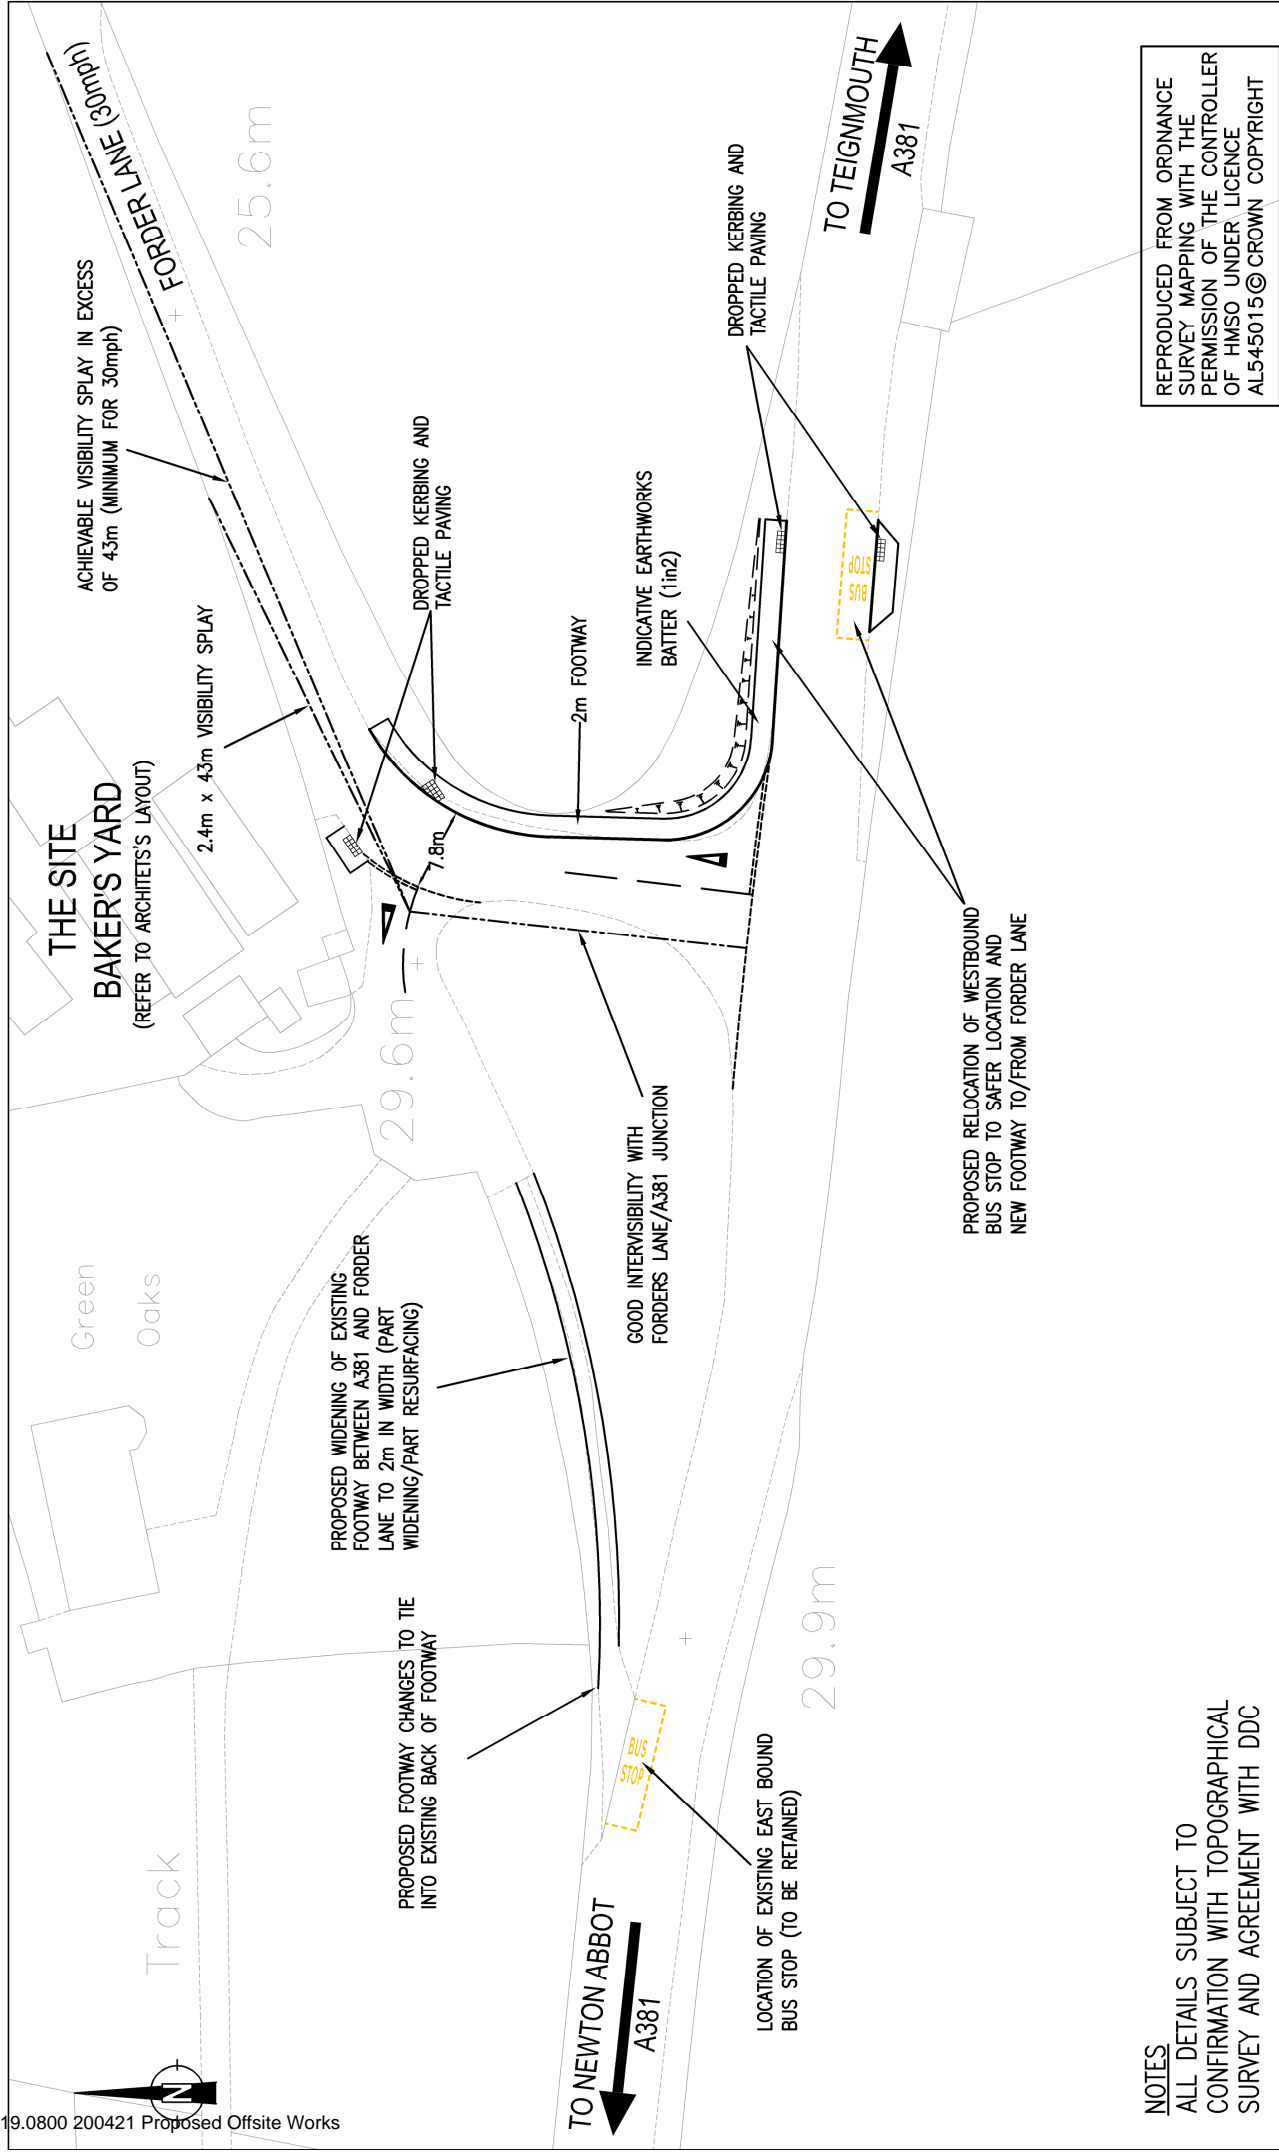 THE SITE
BAKER'S YARD
(REFER TO ARCHITETS'S LAYOUT)
ACHIEVABLE VISIBILITY SPLAY IN EXCESS
OF 43m (MINIMUM FOR 30mph)
2.4m x 43m VISIBILITY SPLAY
FORDER LANE (30mph)
25.6m
Green
Oaks
Track
N
PROPOSED WIDENING OF EXISTING
FOOTWAY BETWEEN A381 AND FORDER
LANE TO 2m IN WIDTH (PART
WIDENING/PART RESURFACING)
29.6m
7.8m
DROPPED KERBING AND
TACTILE PAVING
PROPOSED FOOTWAY CHANGES TO TIE
INTO EXISTING BACK OF FOOTWAY
2m FOOTWAY
INDICATIVE EARTHWORKS
BATTER (1in2)
GOOD INTERVISIBILITY WITH
FORDERS LANE/A381 JUNCTION
DROPPED KERBING AND
TACTILE PAVING
TO NEWTON ABBOT
A381
BUS
STOP
TO TEIGNMOUTH
A381
BUS
STOP
LOCATION OF EXISTING EAST BOUND
BUS STOP (TO BE RETAINED)
29.9m
PROPOSED RELOCATION OF WESTBOUND
BUS STOP TO SAFER LOCATION AND
NEW FOOTWAY TO/FROM FORDER LANE
NOTES
ALL DETAILS SUBJECT TO
CONFIRMATION WITH TOPOGRAPHICAL
SURVEY AND AGREEMENT WITH DDC
REPRODUCED FROM ORDNANCE
SURVEY MAPPING WITH THE
PERMISSION OF THE CONTROLLER
OF HMSO UNDER LICENCE
AL545015©CROWN COPYRIGHT
19.0800 200421 Proposed Offsite Works